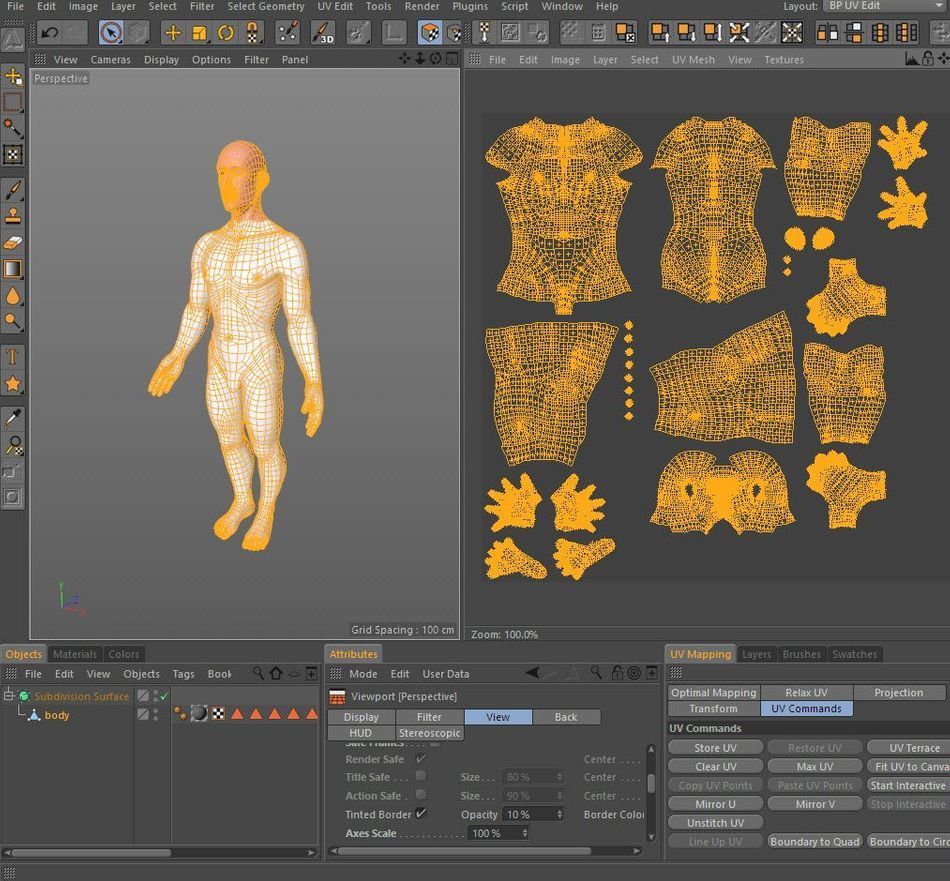 File Edit Image Layer Select Filter Select Geometry UV Edit Tools Render Plugins Script Window Help Layout: BP UV Edit
3D
View Cameras Display Options Filter Panel
File Edit Image Layer Select UV Mesh View Textures
Perspective
T
Y
Z
X
Grid Spacing : 100 cm
Zoom: 100.0%
Objects Materials Colors
Attributes
UV Mapping Layers Brushes Swatches
File Edit View Objects Tags Book
Mode Edit User Data
Subdivision Surface
body
Viewport [Perspective]
Display Filter View Back
HUD Stereoscopic
Safe Frames
Render Safe Center ....
Title Safe ... Size... 80 % Center ....
Action Safe . Size... 90 % Center ....
Tinted Border Opacity 10 % Border Color
Axes Scale ........... 100 %
Optimal Mapping Relax UV Projection
Transform UV Commands
UV Commands
Store UV Restore UV UV Terrace
Clear UV Max UV Fit UV to Canva
Copy UV Points Paste UV Points Start Interactive
Mirror U Mirror V Stop Interactive
Unstitch UV
Line Up UV Boundary to Quad Boundary to Circ